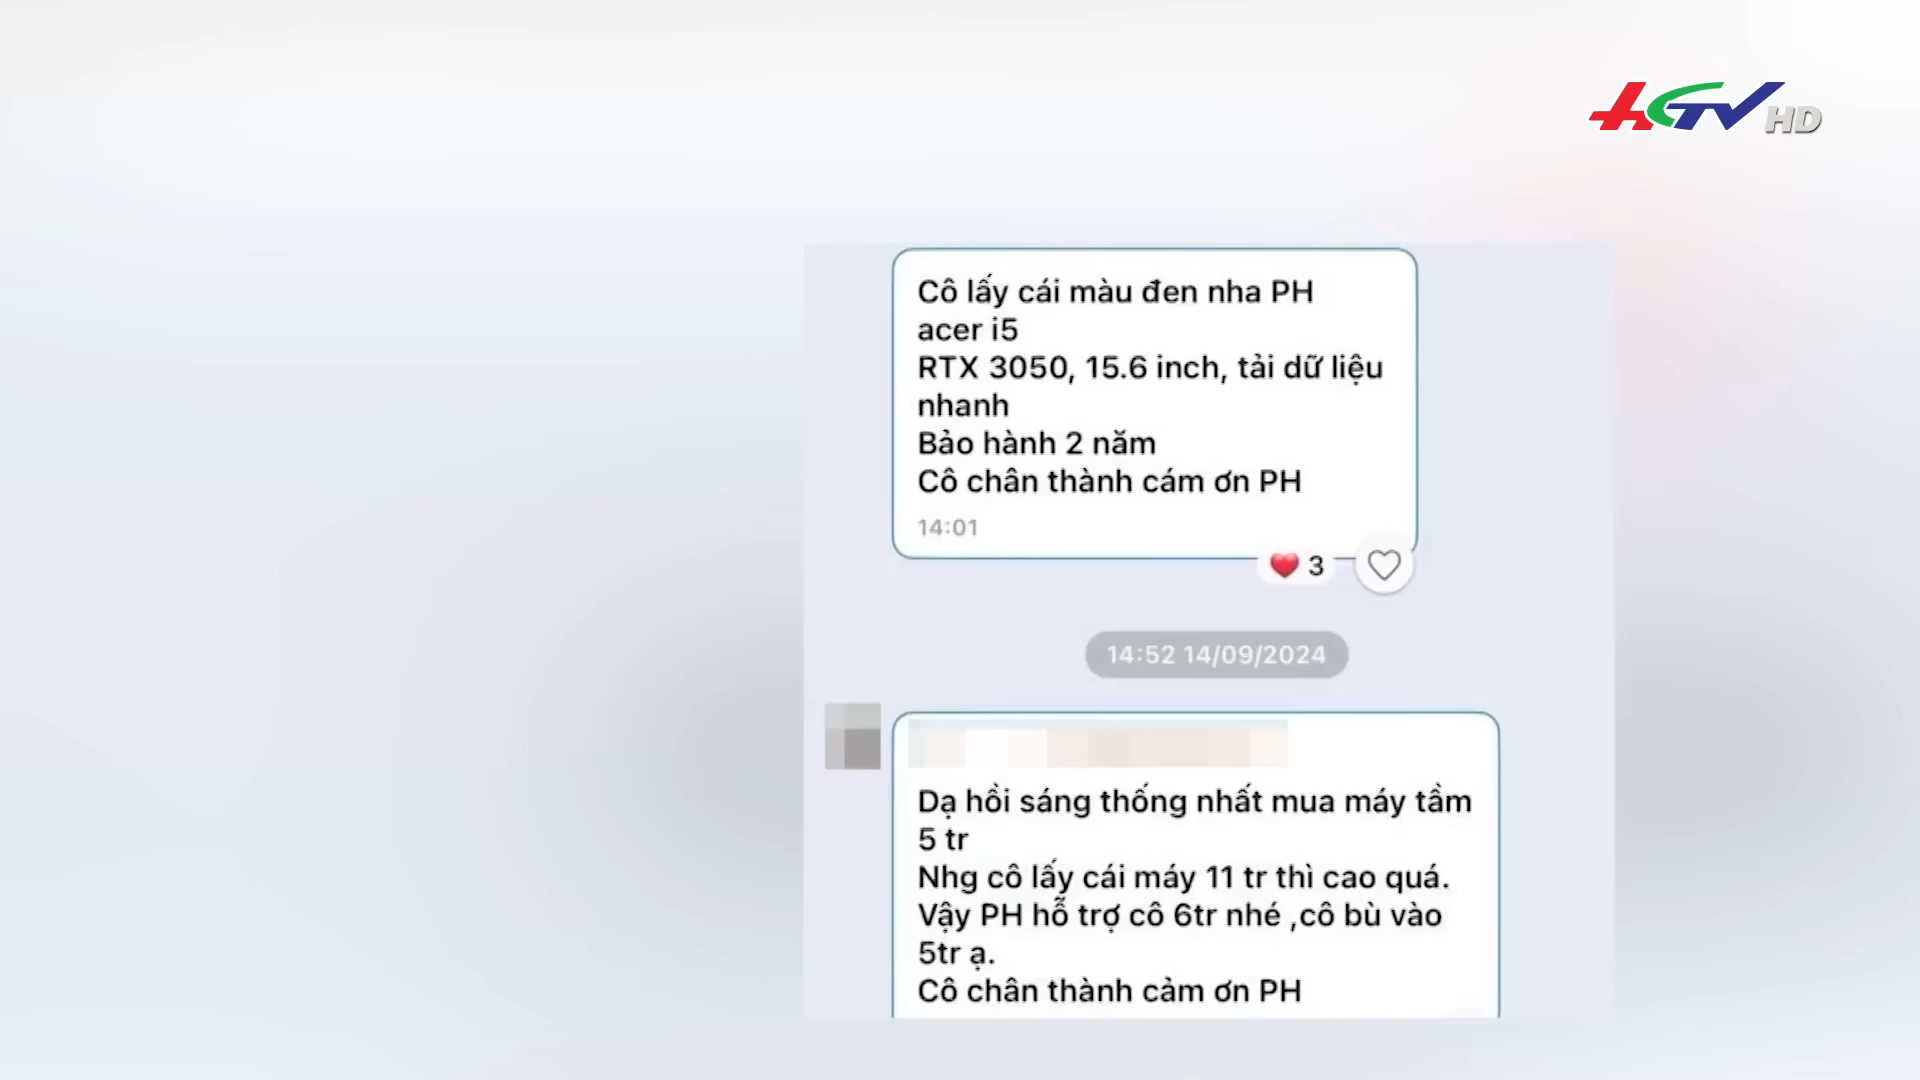 HGTV HD
Cô lấy cái màu đen nha PH
acer i5
RTX 3050, 15.6 inch, tải dữ liệu
nhanh
Bảo hành 2 năm
Cô chân thành cám ơn PH
14:01
3
14:52 14/09/2024
Dạ hồi sáng thống nhất mua máy tầm
5 tr
Nhg cô lấy cái máy 11 tr thì cao quá.
Vậy PH hỗ trợ cô 6tr nhé ,cô bù vào
5tr ạ.
Cô chân thành cảm ơn PH